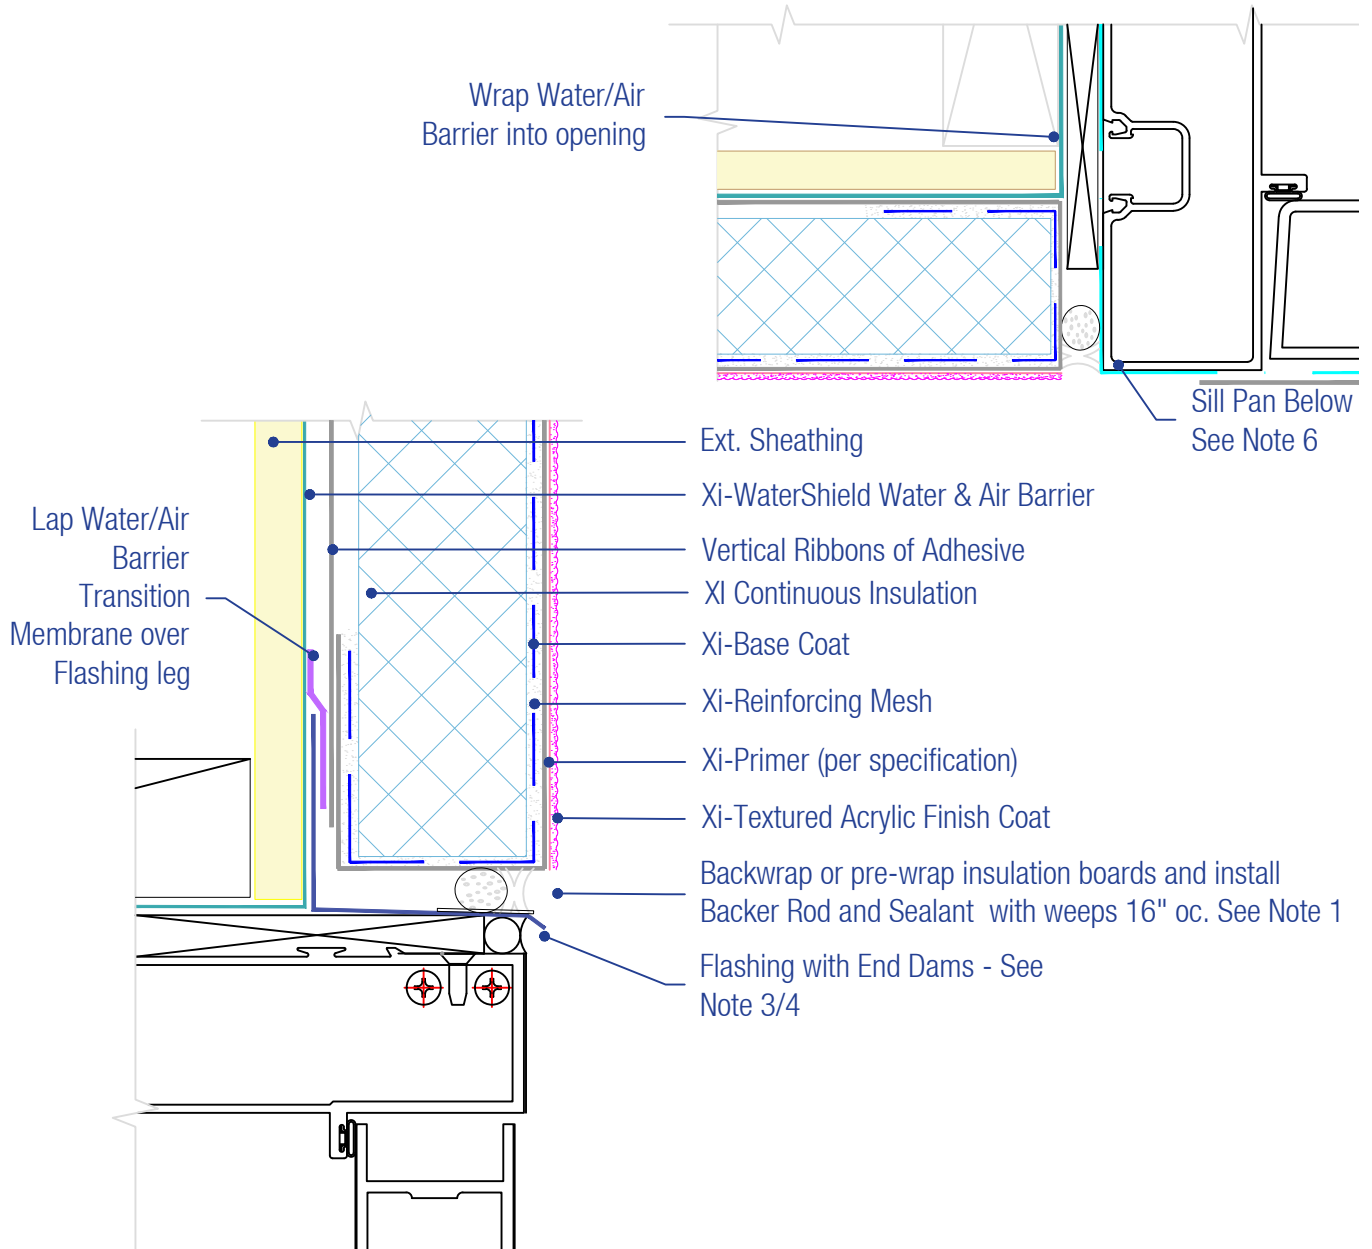 Wrap Water/Air
Barrier into opening
Sill Pan Below
See Note 6
Ext. Sheathing
Xi-WaterShield Water & Air Barrier
Lap Water/Air
Barrier
Transition
Membrane over
Flashing leg
Vertical Ribbons of Adhesive
XI Continuous Insulation
Xi-Base Coat
Xi-Reinforcing Mesh
Xi-Primer (per specification)
Xi-Textured Acrylic Finish Coat
Backwrap or pre-wrap insulation boards and install
Backer Rod and Sealant with weeps 16" oc. See Note 1
Flashing with End Dams - See
Note 3/4